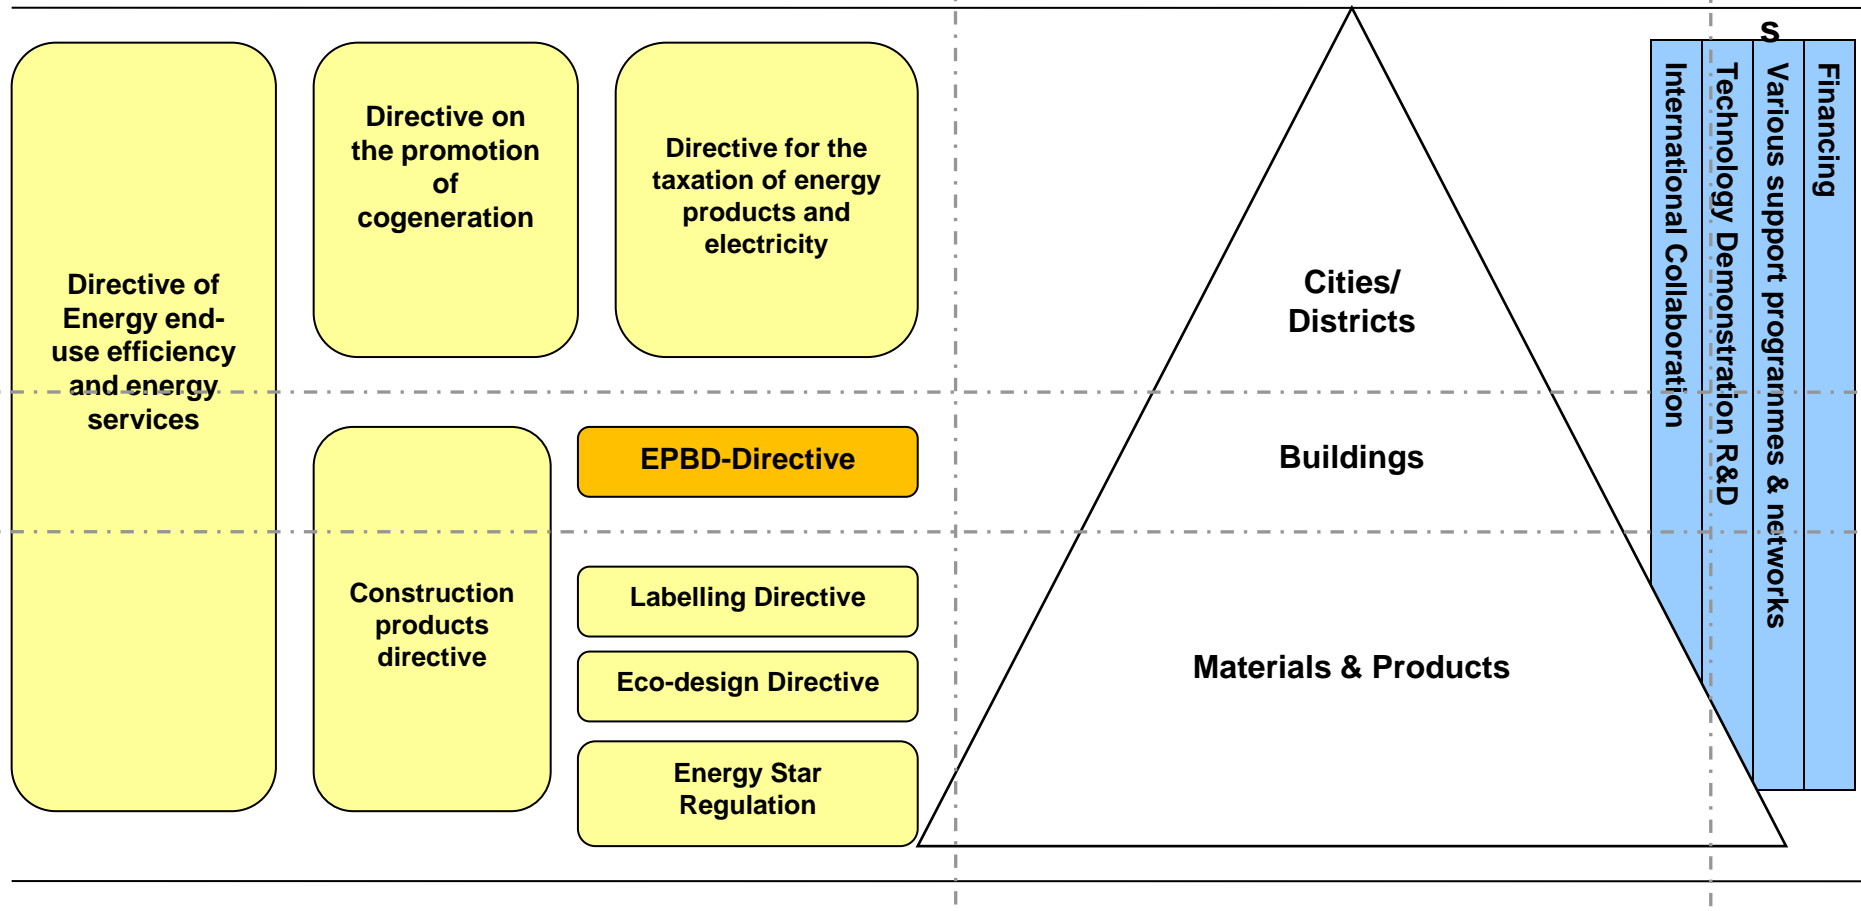 Directive of
Energy end-
use efficiency
and energy
services
Directive on
the promotion
of
cogeneration
Directive for the
taxation of energy
products and
electricity
EPBD-Directive
Construction
products
directive
Labelling Directive
Eco-design Directive
Energy Star
Regulation
Cities/
Districts
Buildings
Materials & Products
s
International Collaboration
Technology Demonstration R&D
Various support programmes & networks
Financing